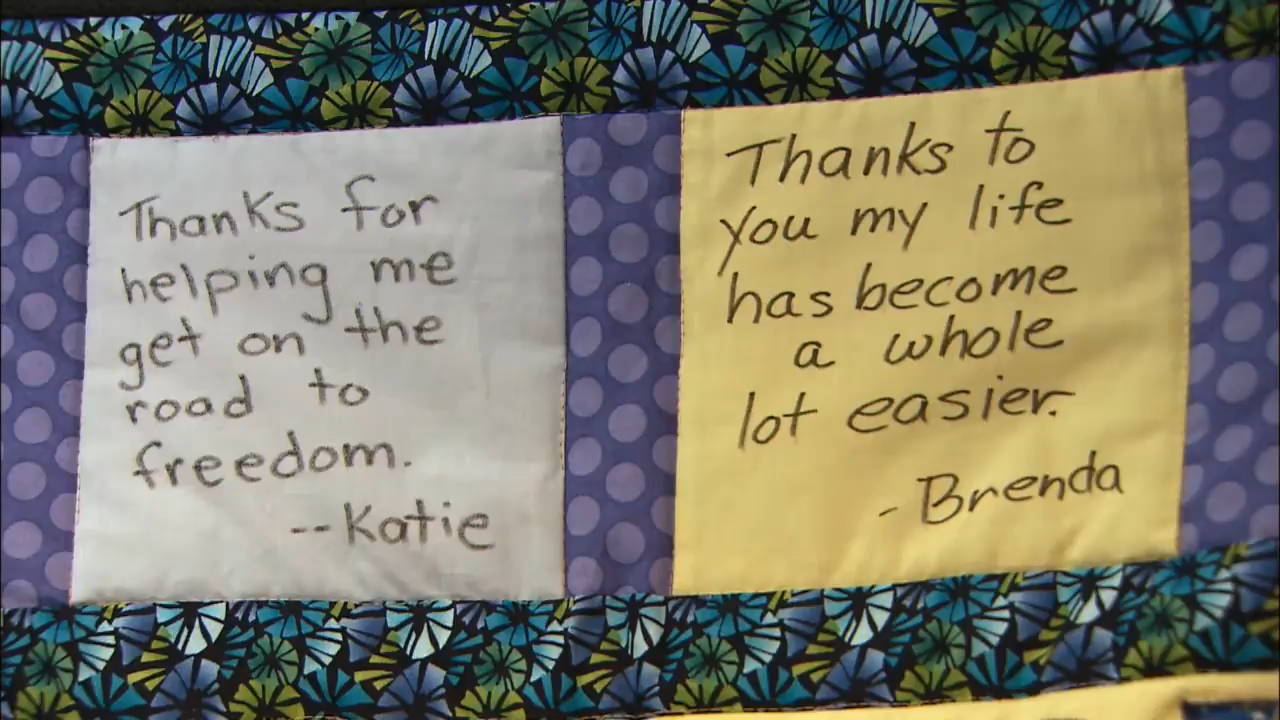 Thanks for
helping me
get on the
road to
freedom.
--Katie
Thanks to
you my life
has become
a whole
lot easier.
- Brenda